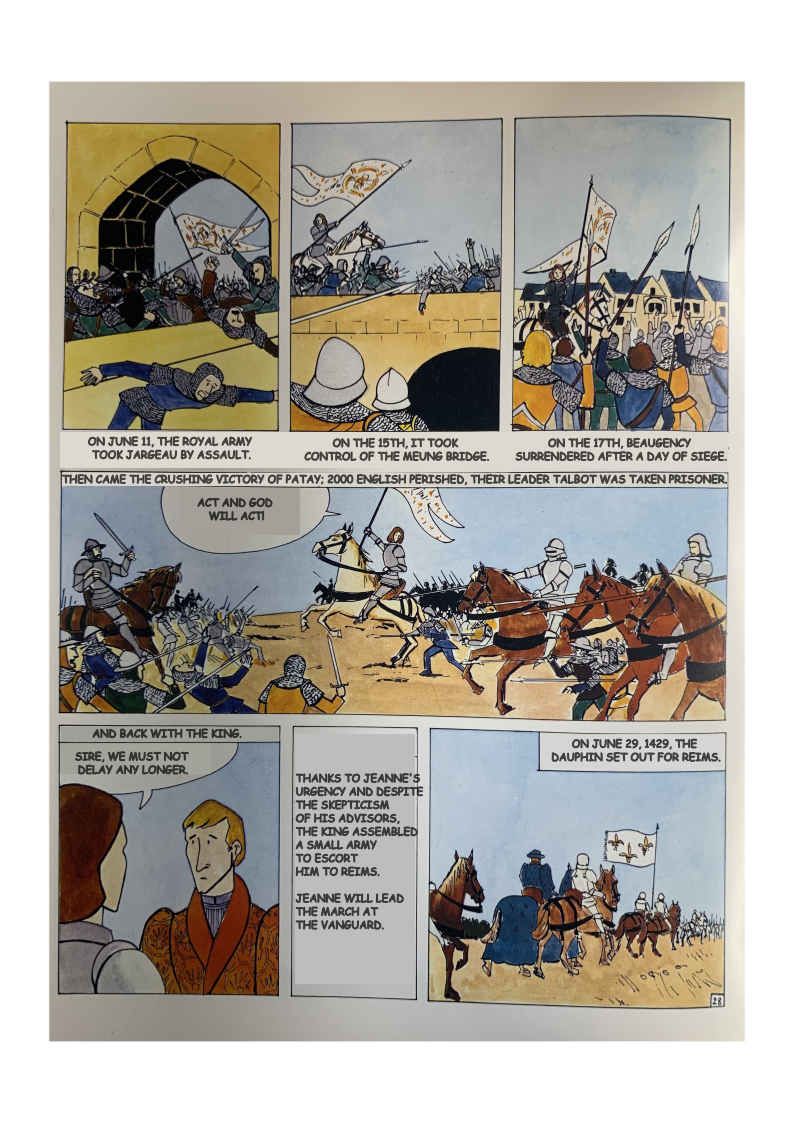 ON JUNE 11, THE ROYAL ARMY
TOOK JARGEAU BY ASSAULT.
ON THE 15TH, IT TOOK
CONTROL OF THE MEUNG BRIDGE.
ON THE 17TH, BEAUGENCY
SURRENDERED AFTER A DAY OF SIEGE.
THEN CAME THE CRUSHING VICTORY OF PATAY; 2000 ENGLISH PERISHED, THEIR LEADER TALBOT WAS TAKEN PRISONER.
ACT AND GOD
WILL ACT!
AND BACK WITH THE KING.
SIRE, WE MUST NOT
DELAY ANY LONGER.
THANKS TO JEANNE'S
URGENCY AND DESPITE
THE SKEPTICISM
OF HIS ADVISORS,
THE KING ASSEMBLED
A SMALL ARMY
TO ESCORT
HIM TO REIMS.
JEANNE WILL LEAD
THE MARCH AT
THE VANGUARD.
ON JUNE 29, 1429, THE
DAUPHIN SET OUT FOR REIMS.
28